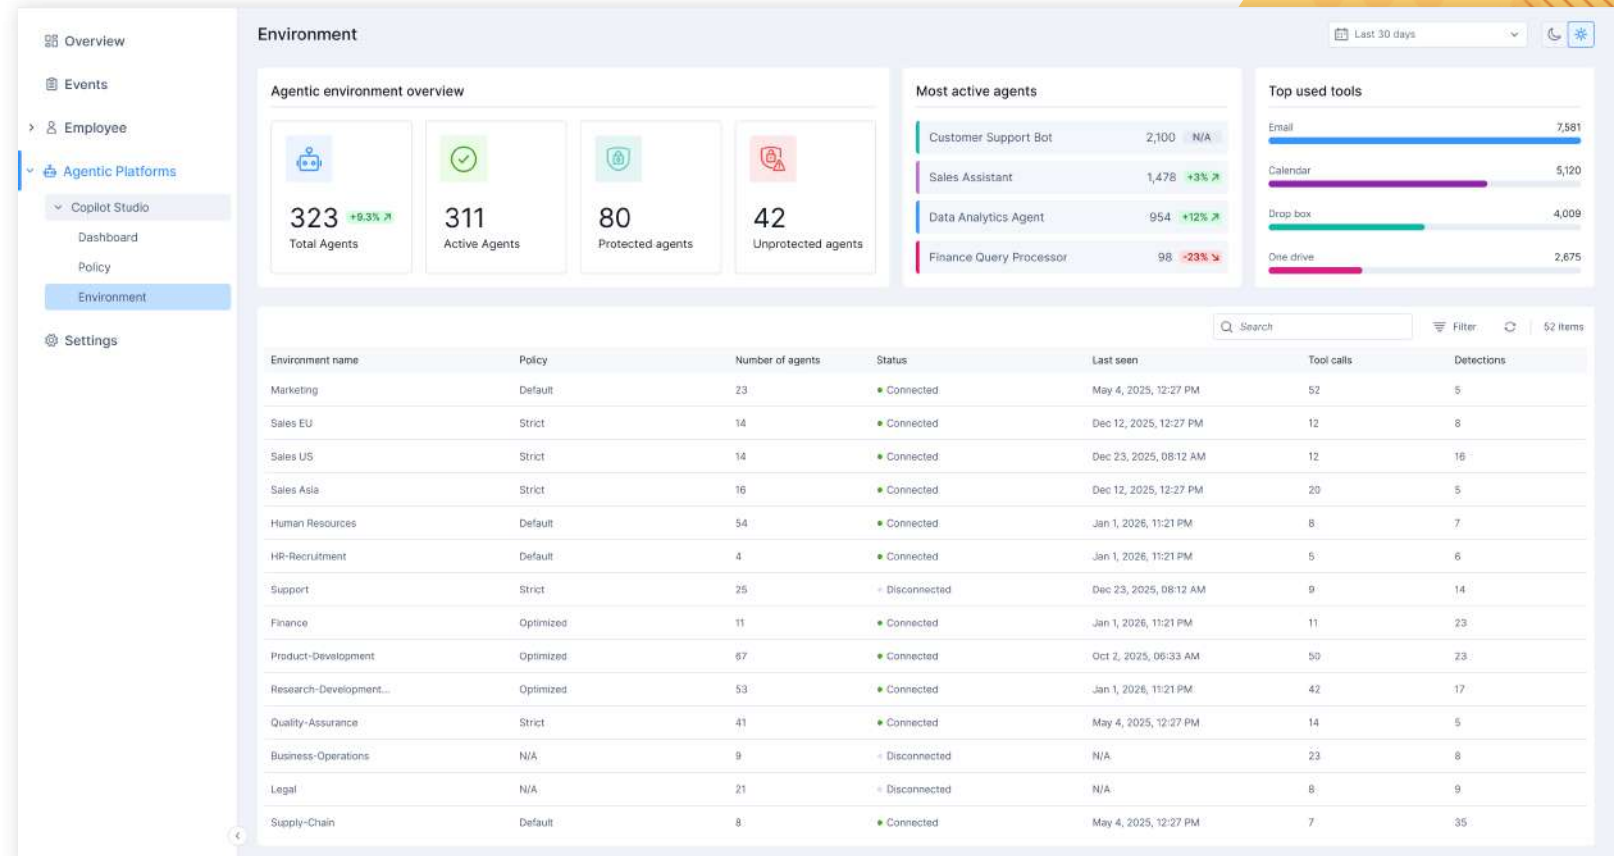 Overview
Events
Employee
Agentic Platforms
Copilot Studio
Dashboard
Policy
Environment
Settings
Environment
Last 30 days
Agentic environment overview
323 +9.3%
Total Agents
311
Active Agents
80
Protected agents
42
Unprotected agents
Most active agents
Customer Support Bot 2,100 N/A
Sales Assistant 1,478 +3%
Data Analytics Agent 954 +12%
Finance Query Processor 98 -23%
Top used tools
Email 7,581
Calendar 5,120
Drop box 4,009
One drive 2,675
Search Filter 52 items
Environment name Policy Number of agents Status Last seen Tool calls Detections
Marketing Default 23 Connected May 4, 2025, 12:27 PM 52 5
Sales EU Strict 14 Connected Dec 12, 2025, 12:27 PM 12 8
Sales US Strict 14 Connected Dec 23, 2025, 08:12 AM 12 16
Sales Asia Strict 16 Connected Dec 12, 2025, 12:27 PM 20 5
Human Resources Default 54 Connected Jan 1, 2026, 11:21 PM 8 7
HR-Recruitment Default 4 Connected Jan 1, 2026, 11:21 PM 5 6
Support Strict 25 Disconnected Dec 23, 2025, 08:12 AM 9 14
Finance Optimized 11 Connected Jan 1, 2026, 11:21 PM 11 23
Product-Development Optimized 67 Connected Oct 2, 2025, 06:33 AM 50 23
Research-Development... Optimized 53 Connected Jan 1, 2026, 11:21 PM 42 17
Quality-Assurance Strict 41 Connected May 4, 2025, 12:27 PM 14 5
Business-Operations N/A 9 Disconnected N/A 23 8
Legal N/A 21 Disconnected N/A 8 9
Supply-Chain Default 8 Connected May 4, 2025, 12:27 PM 7 35